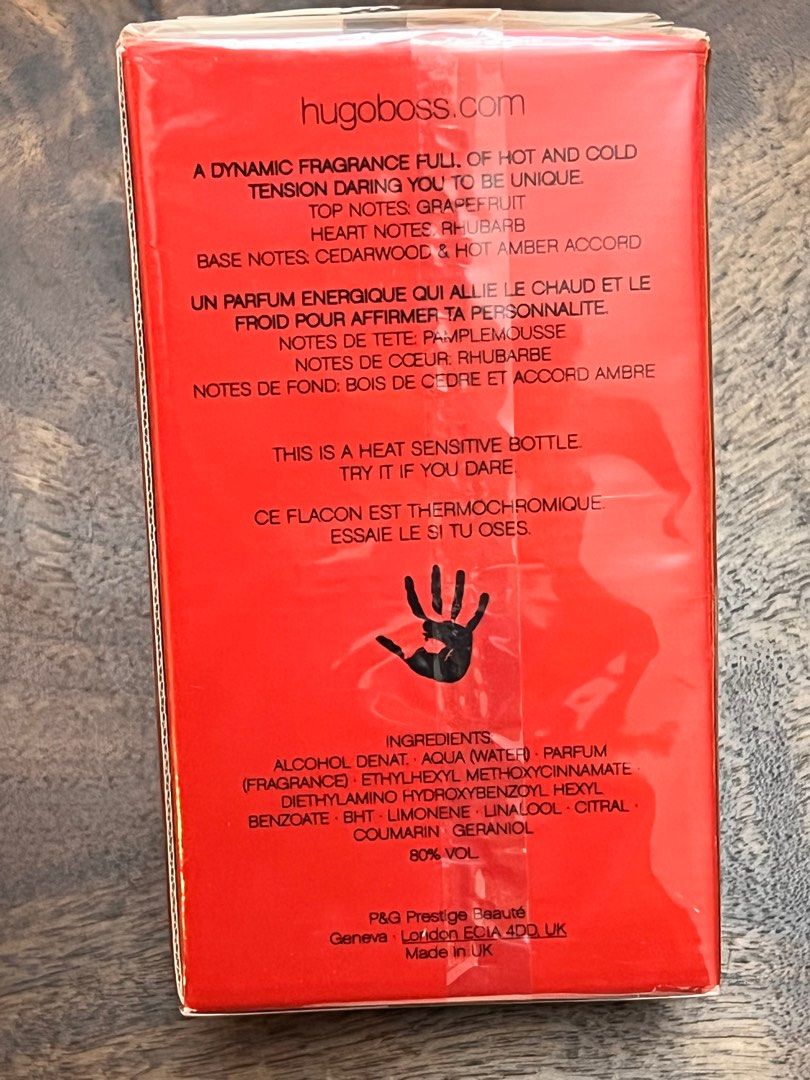 hugoboss.com
A DYNAMIC FRAGRANCE FULL OF HOT AND COLD
TENSION DARING YOU TO BE UNIQUE.
TOP NOTES: GRAPEFRUIT
HEART NOTES: RHUBARB
BASE NOTES: CEDARWOOD & HOT AMBER ACCORD
UN PARFUM ENERGIQUE QUI ALLIE LE CHAUD ET LE
FROID POUR AFFIRMER TA PERSONNALITE.
NOTES DE TETE: PAMPLEMOUSSE
NOTES DE CŒUR: RHUBARBE
NOTES DE FOND: BOIS DE CEDRE ET ACCORD AMBRE
THIS IS A HEAT SENSITIVE BOTTLE.
TRY IT IF YOU DARE.
CE FLACON EST THERMOCHROMIQUE.
ESSAIE LE SI TU OSES.
INGREDIENTS:
ALCOHOL DENAT. · AQUA (WATER) · PARFUM
(FRAGRANCE) · ETHYLHEXYL METHOXYCINNAMATE ·
DIETHYLAMINO HYDROXYBENZOYL HEXYL
BENZOATE · BHT · LIMONENE · LINALOOL · CITRAL ·
COUMARIN · GERANIOL
80% VOL.
P&G Prestige Beauté
Geneva · London EC1A 4DD, UK
Made in UK